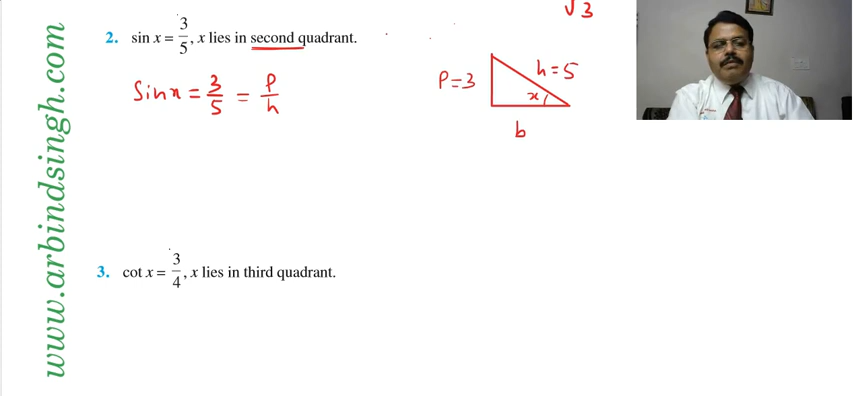 √3
2. sin x = 3/5, x lies in second quadrant.
Sin x = 3/5 = P/h
P=3
h=5
x
b
3. cot x = 3/4, x lies in third quadrant.
www.arbindsingh.com